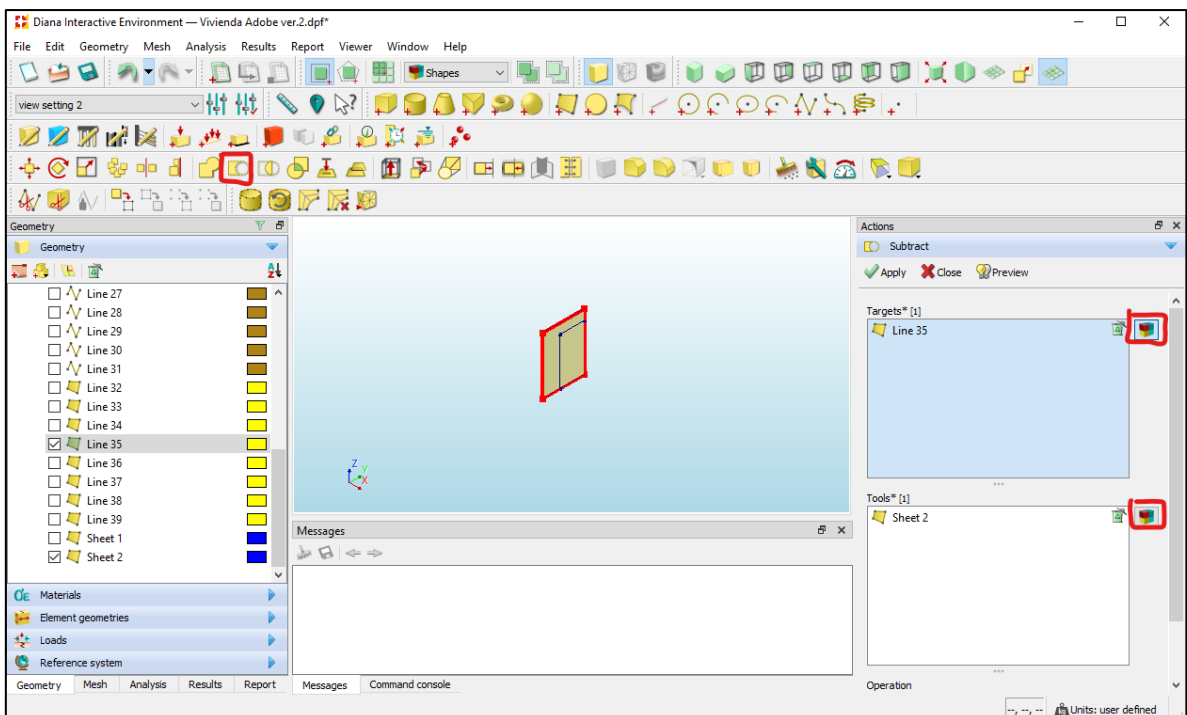 Diana Interactive Environment — Vivienda Adobe ver.2.dpf*
File Edit Geometry Mesh Analysis Results Report Viewer Window Help
Shapes
view setting 2
Geometry
Geometry
Line 27
Line 28
Line 29
Line 30
Line 31
Line 32
Line 33
Line 34
Line 35
Line 36
Line 37
Line 38
Line 39
Sheet 1
Sheet 2
Materials
Element geometries
Loads
Reference system
Geometry Mesh Analysis Results Report
Z
Y
X
Messages
Messages Command console
Actions
Subtract
Apply Close Preview
Targets* [1]
Line 35
Tools* [1]
Sheet 2
Operation
--, --, -- Units: user defined